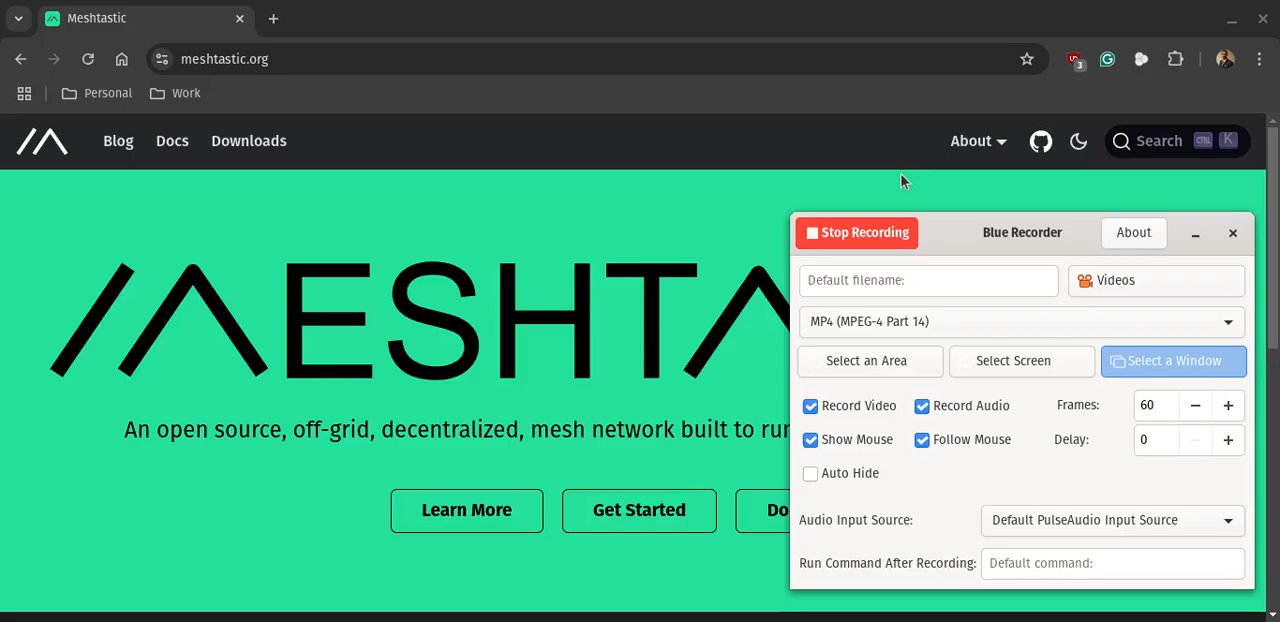 Meshtastic
meshtastic.org
3
Personal
Work
Blog
Docs
Downloads
About
Search
CTRL
K
MESHTA
An open source, off-grid, decentralized, mesh network built to
Learn More
Get Started
Stop Recording
Blue Recorder
About
Default filename:
Videos
MP4 (MPEG-4 Part 14)
Select an Area
Select Screen
Select a Window
Record Video
Record Audio
Frames:
60
Show Mouse
Follow Mouse
Delay:
0
Auto Hide
Audio Input Source:
Default PulseAudio Input Source
Run Command After Recording:
Default command: